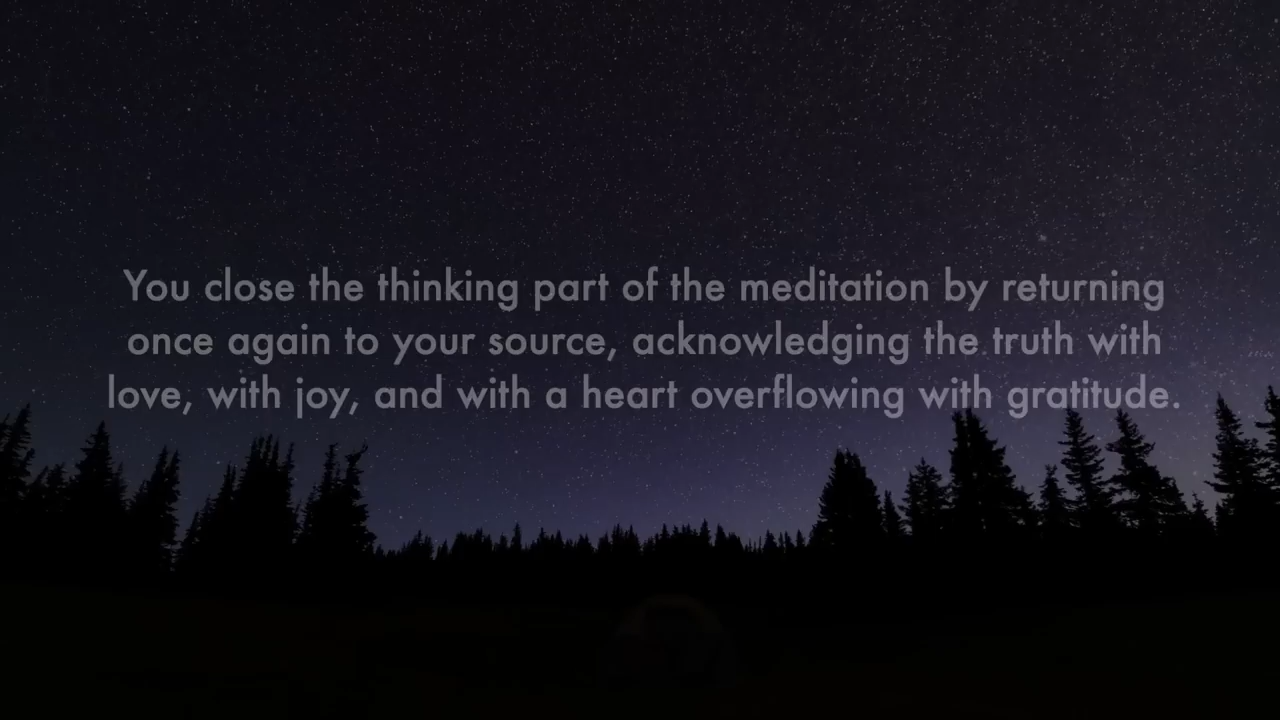 You close the thinking part of the meditation by returning
once again to your source, acknowledging the truth with
love, with joy, and with a heart overflowing with gratitude.